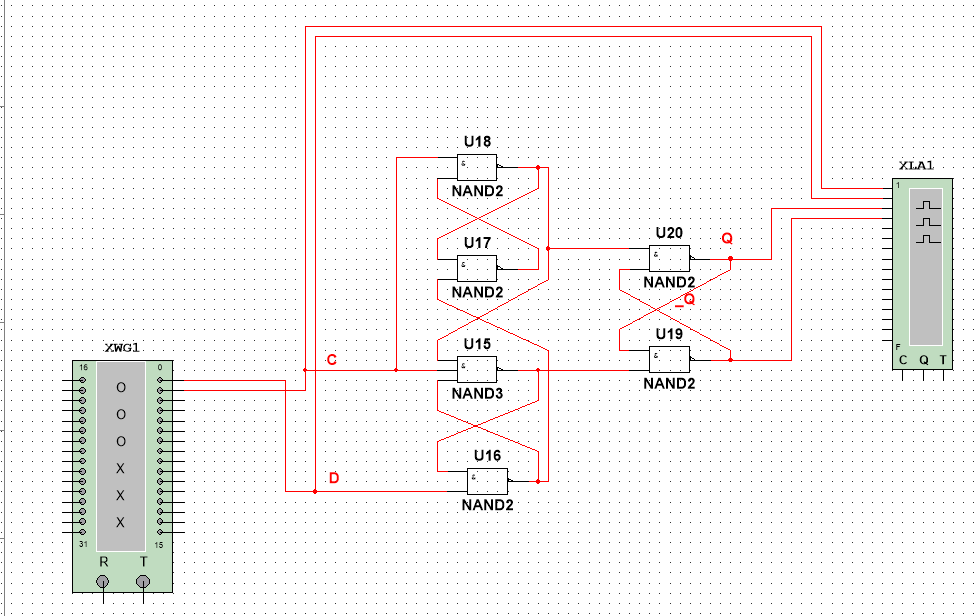 U18
&
NAND2
U17
&
NAND2
U15
&
NAND3
U16
&
NAND2
U20
&
NAND2
Q
_Q
U19
&
NAND2
C
D
XWG1
16 0
O
O
O
X
X
X
31 15
R T
XLA1
1
F
C Q T